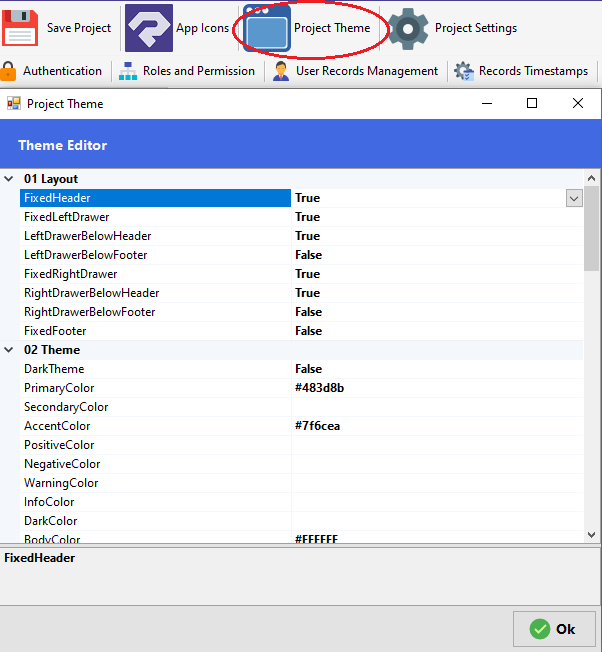 Save Project App Icons Project Theme Project Settings
Authentication Roles and Permission User Records Management Records Timestamps
Project Theme
Theme Editor
01 Layout
FixedHeader True
FixedLeftDrawer True
LeftDrawerBelowHeader True
LeftDrawerBelowFooter False
FixedRightDrawer True
RightDrawerBelowHeader True
RightDrawerBelowFooter False
FixedFooter False
02 Theme
DarkTheme False
PrimaryColor #483d8b
SecondaryColor
AccentColor #7f6cea
PositiveColor
NegativeColor
WarningColor
InfoColor
DarkColor
BodyColor #FFFFFF
FixedHeader
Ok